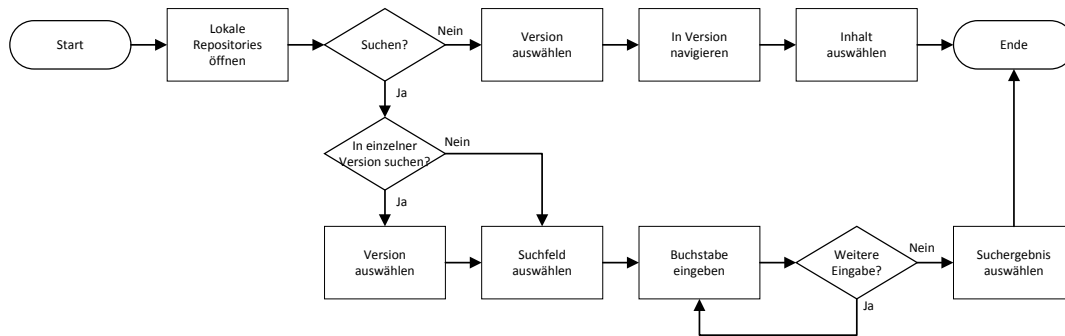 Start
Lokale
Repositories
öffnen
Suchen?
Nein
Version
auswählen
In Version
navigieren
Inhalt
auswählen
Ende
Ja
In einzelner
Version suchen?
Nein
Ja
Version
auswählen
Suchfeld
auswählen
Buchstabe
eingeben
Weitere
Eingabe?
Nein
Suchergebnis
auswählen
Ja